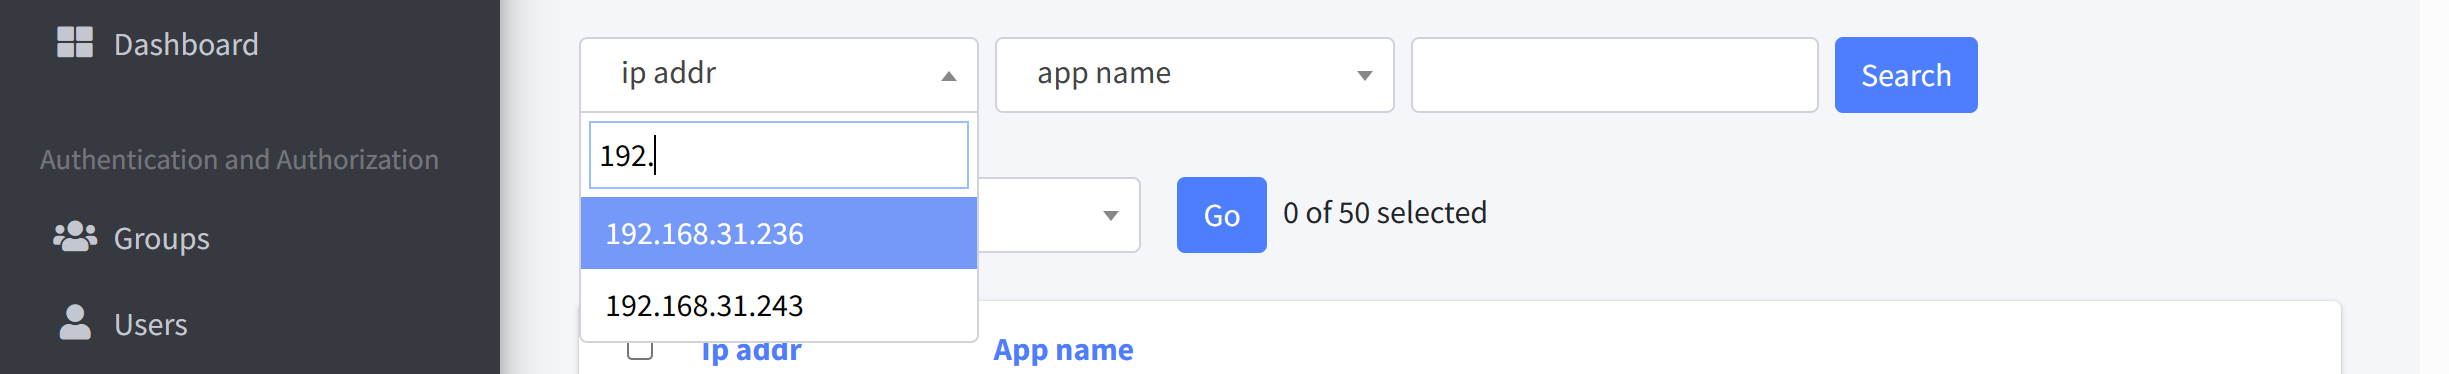 Dashboard
Authentication and Authorization
Groups
Users
ip addr
app name
Search
192.
192.168.31.236
192.168.31.243
Go
0 of 50 selected
Ip addr
App name